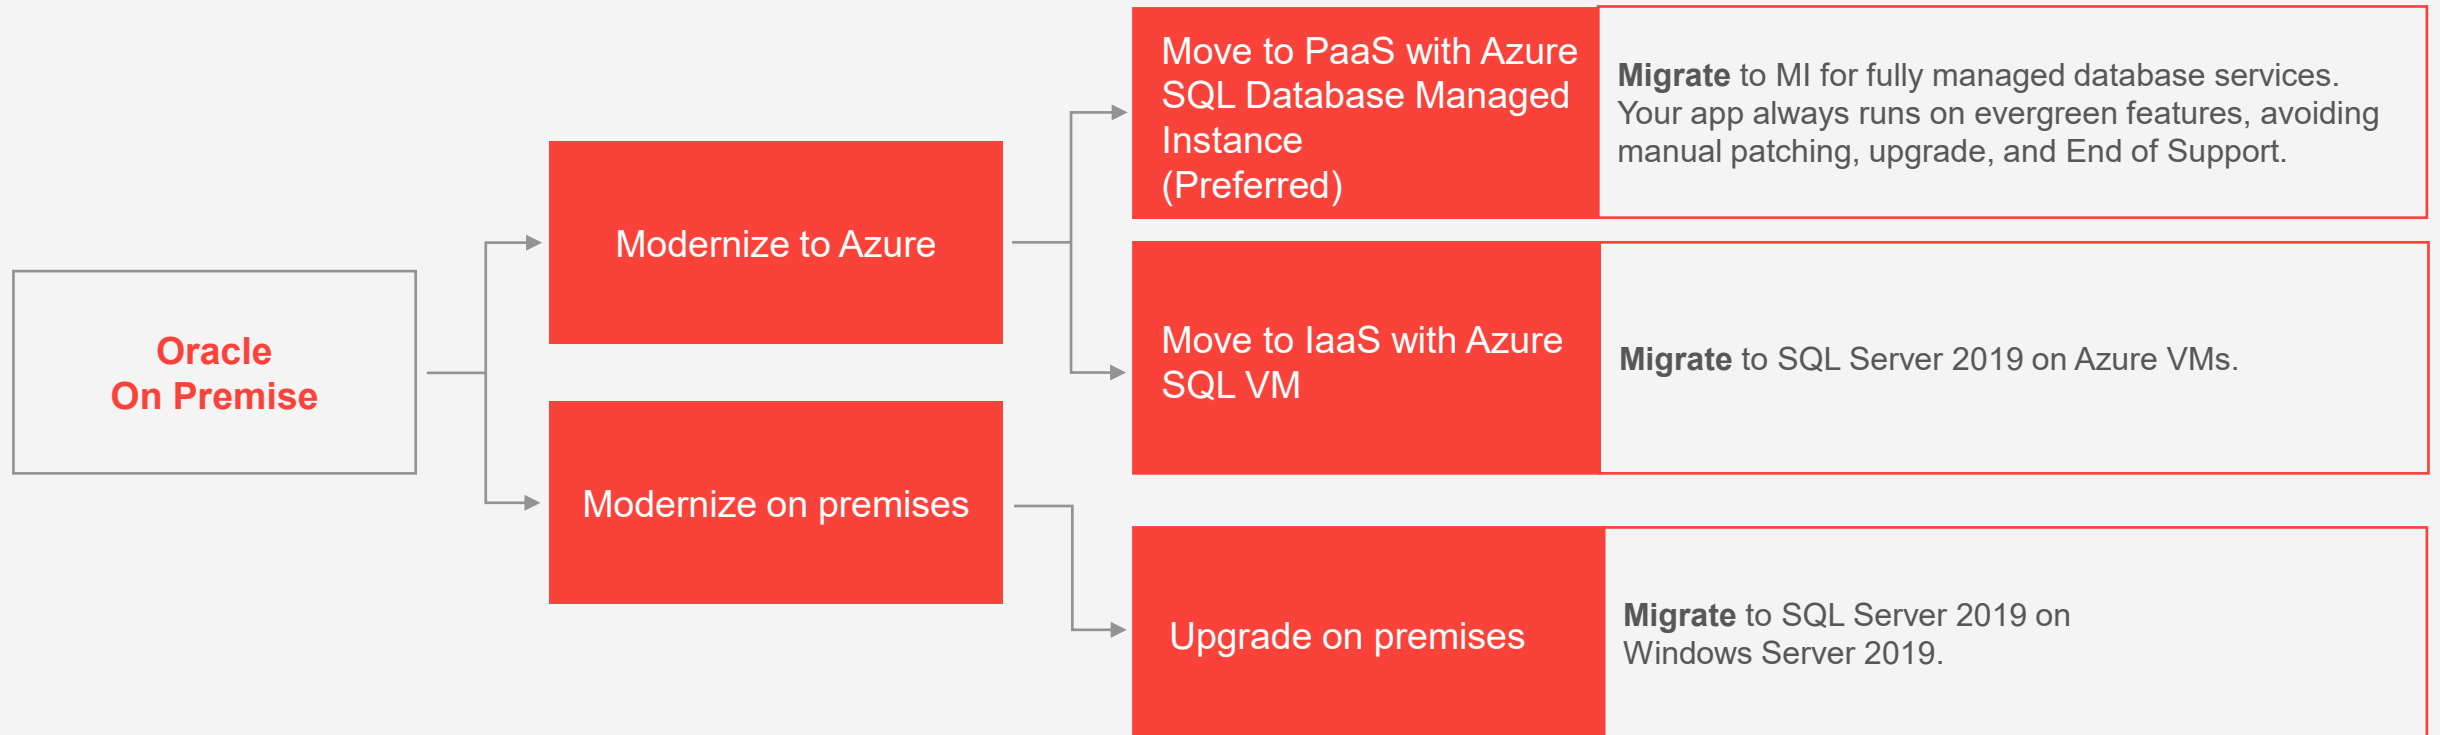 Oracle
On Premise
Modernize to Azure
Modernize on premises
Move to PaaS with Azure
SQL Database Managed
Instance
(Preferred)
Migrate to MI for fully managed database services.
Your app always runs on evergreen features, avoiding
manual patching, upgrade, and End of Support.
Move to IaaS with Azure
SQL VM
Migrate to SQL Server 2019 on Azure VMs.
Upgrade on premises
Migrate to SQL Server 2019 on
Windows Server 2019.